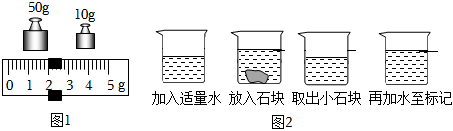 50g 10g
0 1 2 3 4 5 g
图1
加入适量水 放入石块 取出小石块 再加水至标记
图2